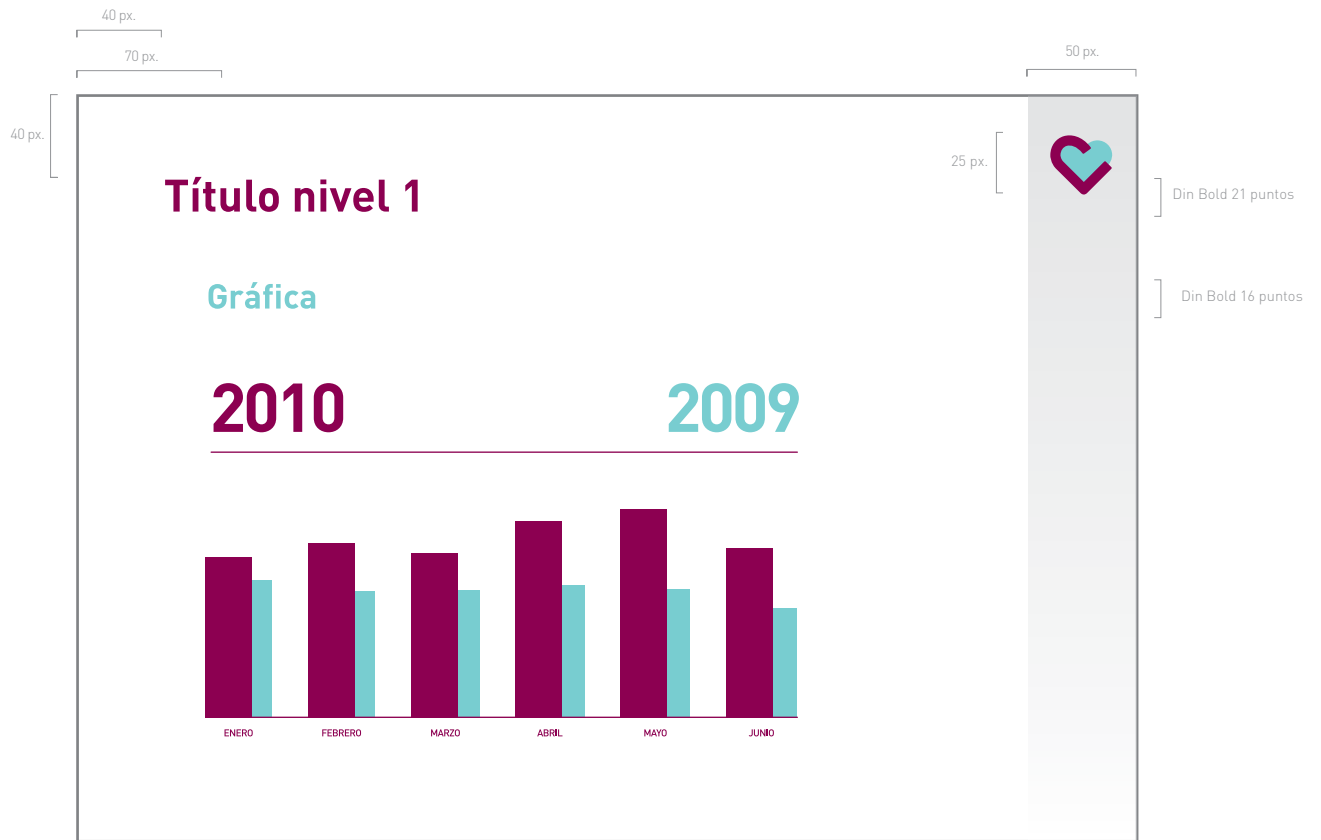 40 px.
70 px.
50 px.
40 px.
25 px.
Título nivel 1
Din Bold 21 puntos
Gráfica
Din Bold 16 puntos
2010 2009
ENERO FEBRERO MARZO ABRIL MAYO JUNIO